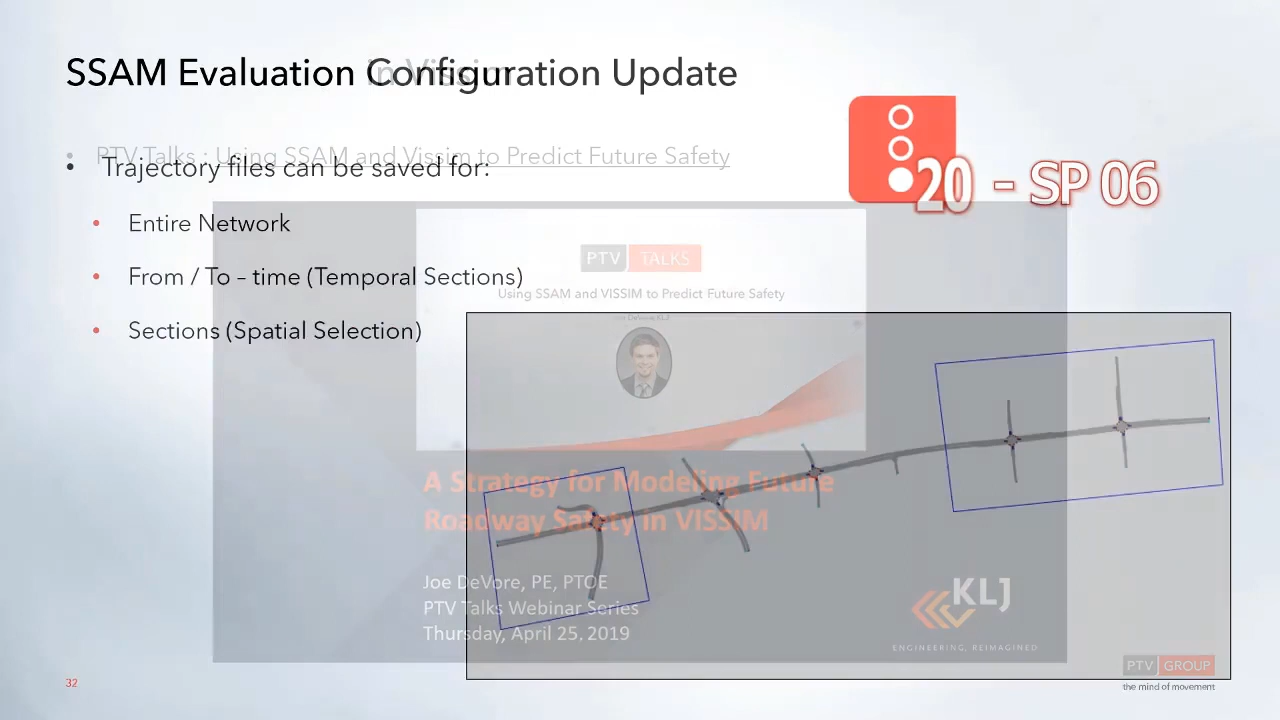 SSAM Evaluation Configuration Update
in Vissim
PTV Talks : Using SSAM and Vissim to Predict Future Safety
• Trajectory files can be saved for:
• Entire Network
• From / To – time (Temporal Sections)
• Sections (Spatial Selection)
20 - SP 06
PTV TALKS
Using SSAM and VISSIM to Predict Future Safety
A Strategy for Modeling Future
Roadway Safety in VISSIM
Joe DeVore, PE, PTOE
PTV Talks Webinar Series
Thursday, April 25, 2019
KLJ
ENGINEERING, REIMAGINED
32
PTV GROUP
the mind of movement